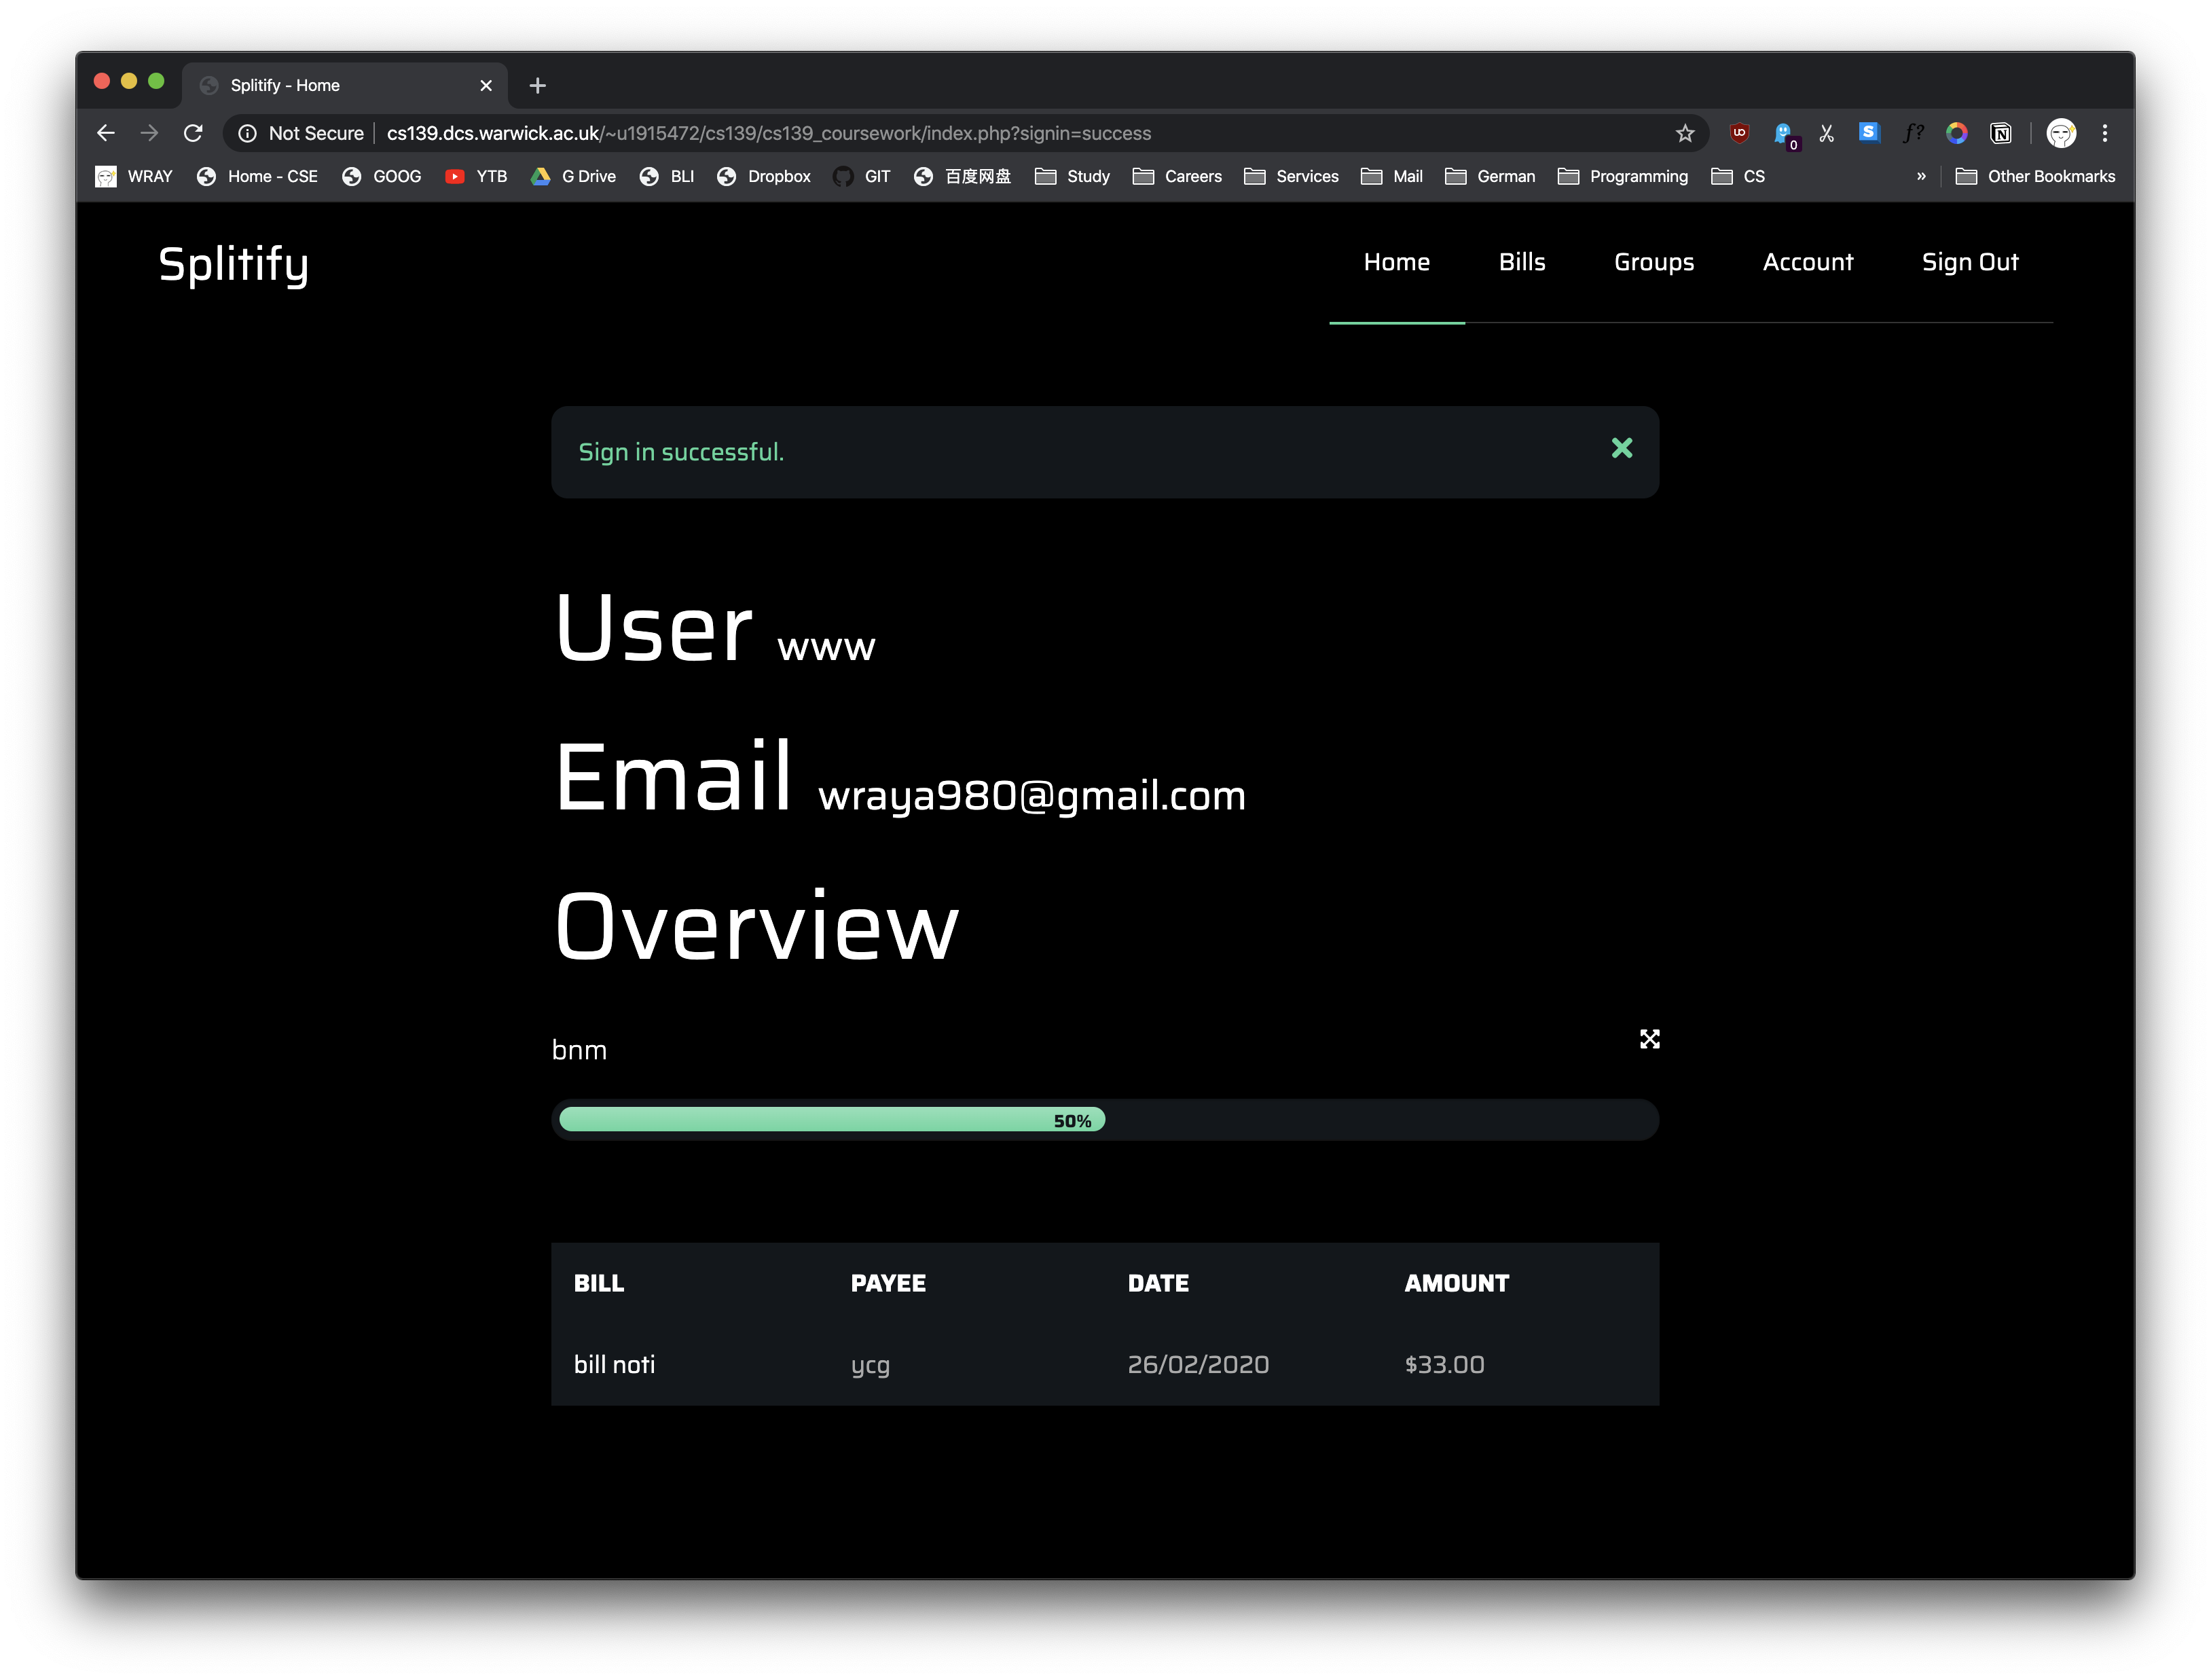 Splitify - Home
Not Secure cs139.dcs.warwick.ac.uk/~u1915472/cs139/cs139_coursework/index.php?signin=success
UO 0 S ƒ? N
WRAY Home - CSE GOOG YTB G Drive BLI Dropbox GIT 百度网盘 Study Careers Services Mail German Programming CS » Other Bookmarks
Splitify Home Bills Groups Account Sign Out
Sign in successful.
User www
Email wraya980@gmail.com
Overview
bnm
50%
BILL PAYEE DATE AMOUNT
bill noti ycg 26/02/2020 $33.00